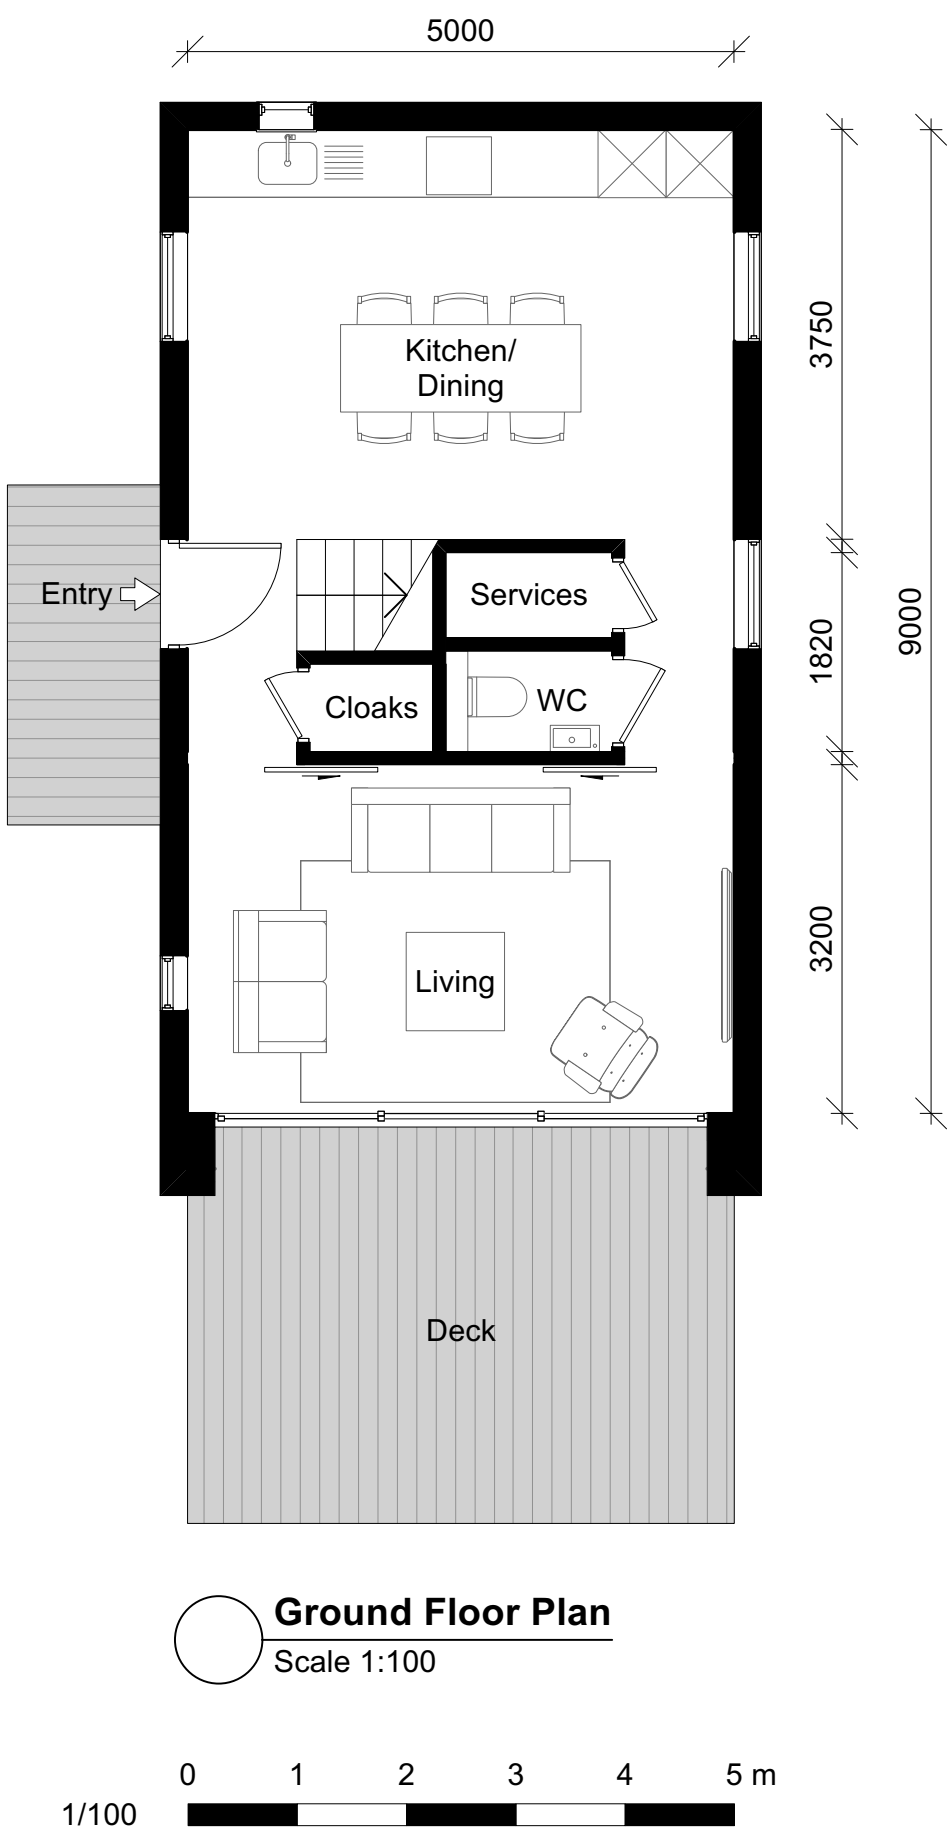 5000
3750
Kitchen/
Dining
Entry
Services
1820
9000
Cloaks
WC
3200
Living
Deck
Ground Floor Plan
Scale 1:100
0 1 2 3 4 5 m
1/100